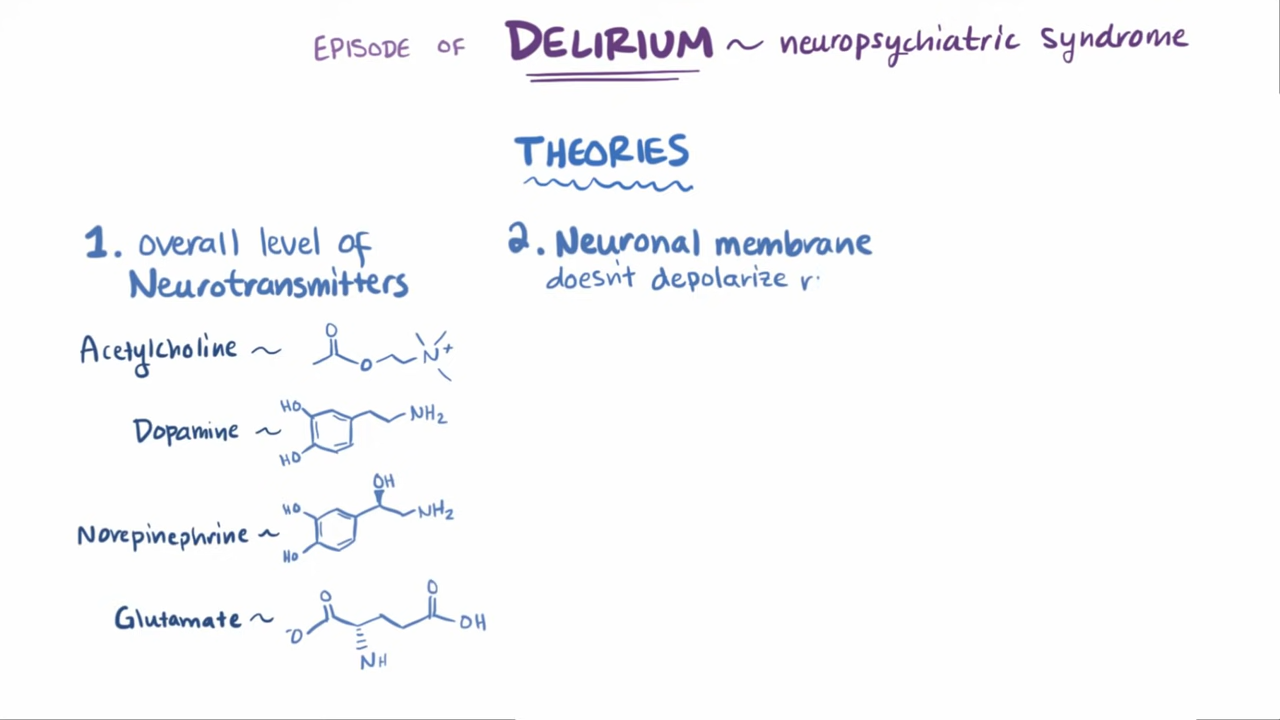 EPISODE OF DELIRIUM ~ neuropsychiatric syndrome
THEORIES
1. overall level of
Neurotransmitters
Acetylcholine ~
O
O
N+
Dopamine ~
HO
HO
NH2
Norepinephrine ~
HO
HO
OH
NH2
Glutamate ~
O
-O
NH
O
OH
2. Neuronal membrane
doesn't depolarize r